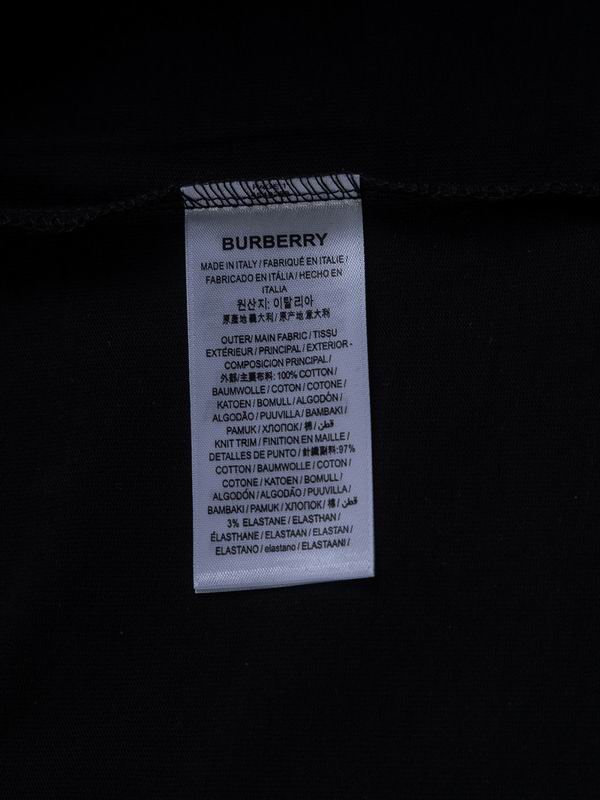 BURBERRY
MADE IN ITALY / FABRIQUÉ EN ITALIE /
FABRICADO EN ITÁLIA / HECHO EN
ITALIA
원산지: 이탈리아
原產地 義大利 / 原产地 意大利
OUTER/ MAIN FABRIC / TISSU
EXTÉRIEUR / PRINCIPAL / EXTERIOR -
COMPOSICION PRINCIPAL /
外部/主要布料: 100% COTTON /
BAUMWOLLE / COTON / COTONE /
KATOEN / BOMULL / ALGODÓN /
ALGODÃO / PUUVILLA / BAMBAKI /
PAMUK / ХЛОПОК / 棉 / قطن /
KNIT TRIM / FINITION EN MAILLE /
DETALLES DE PUNTO / 針織副料:97%
COTTON / BAUMWOLLE / COTON /
COTONE / KATOEN / BOMULL /
ALGODÓN / ALGODÃO / PUUVILLA /
BAMBAKI / PAMUK / ХЛОПОК / 棉 / قطن /
3% ELASTANE / ELASTHAN /
ÉLASTHANE / ELASTAAN / ELASTAN /
ELASTANO / elastano / ELASTAANI /